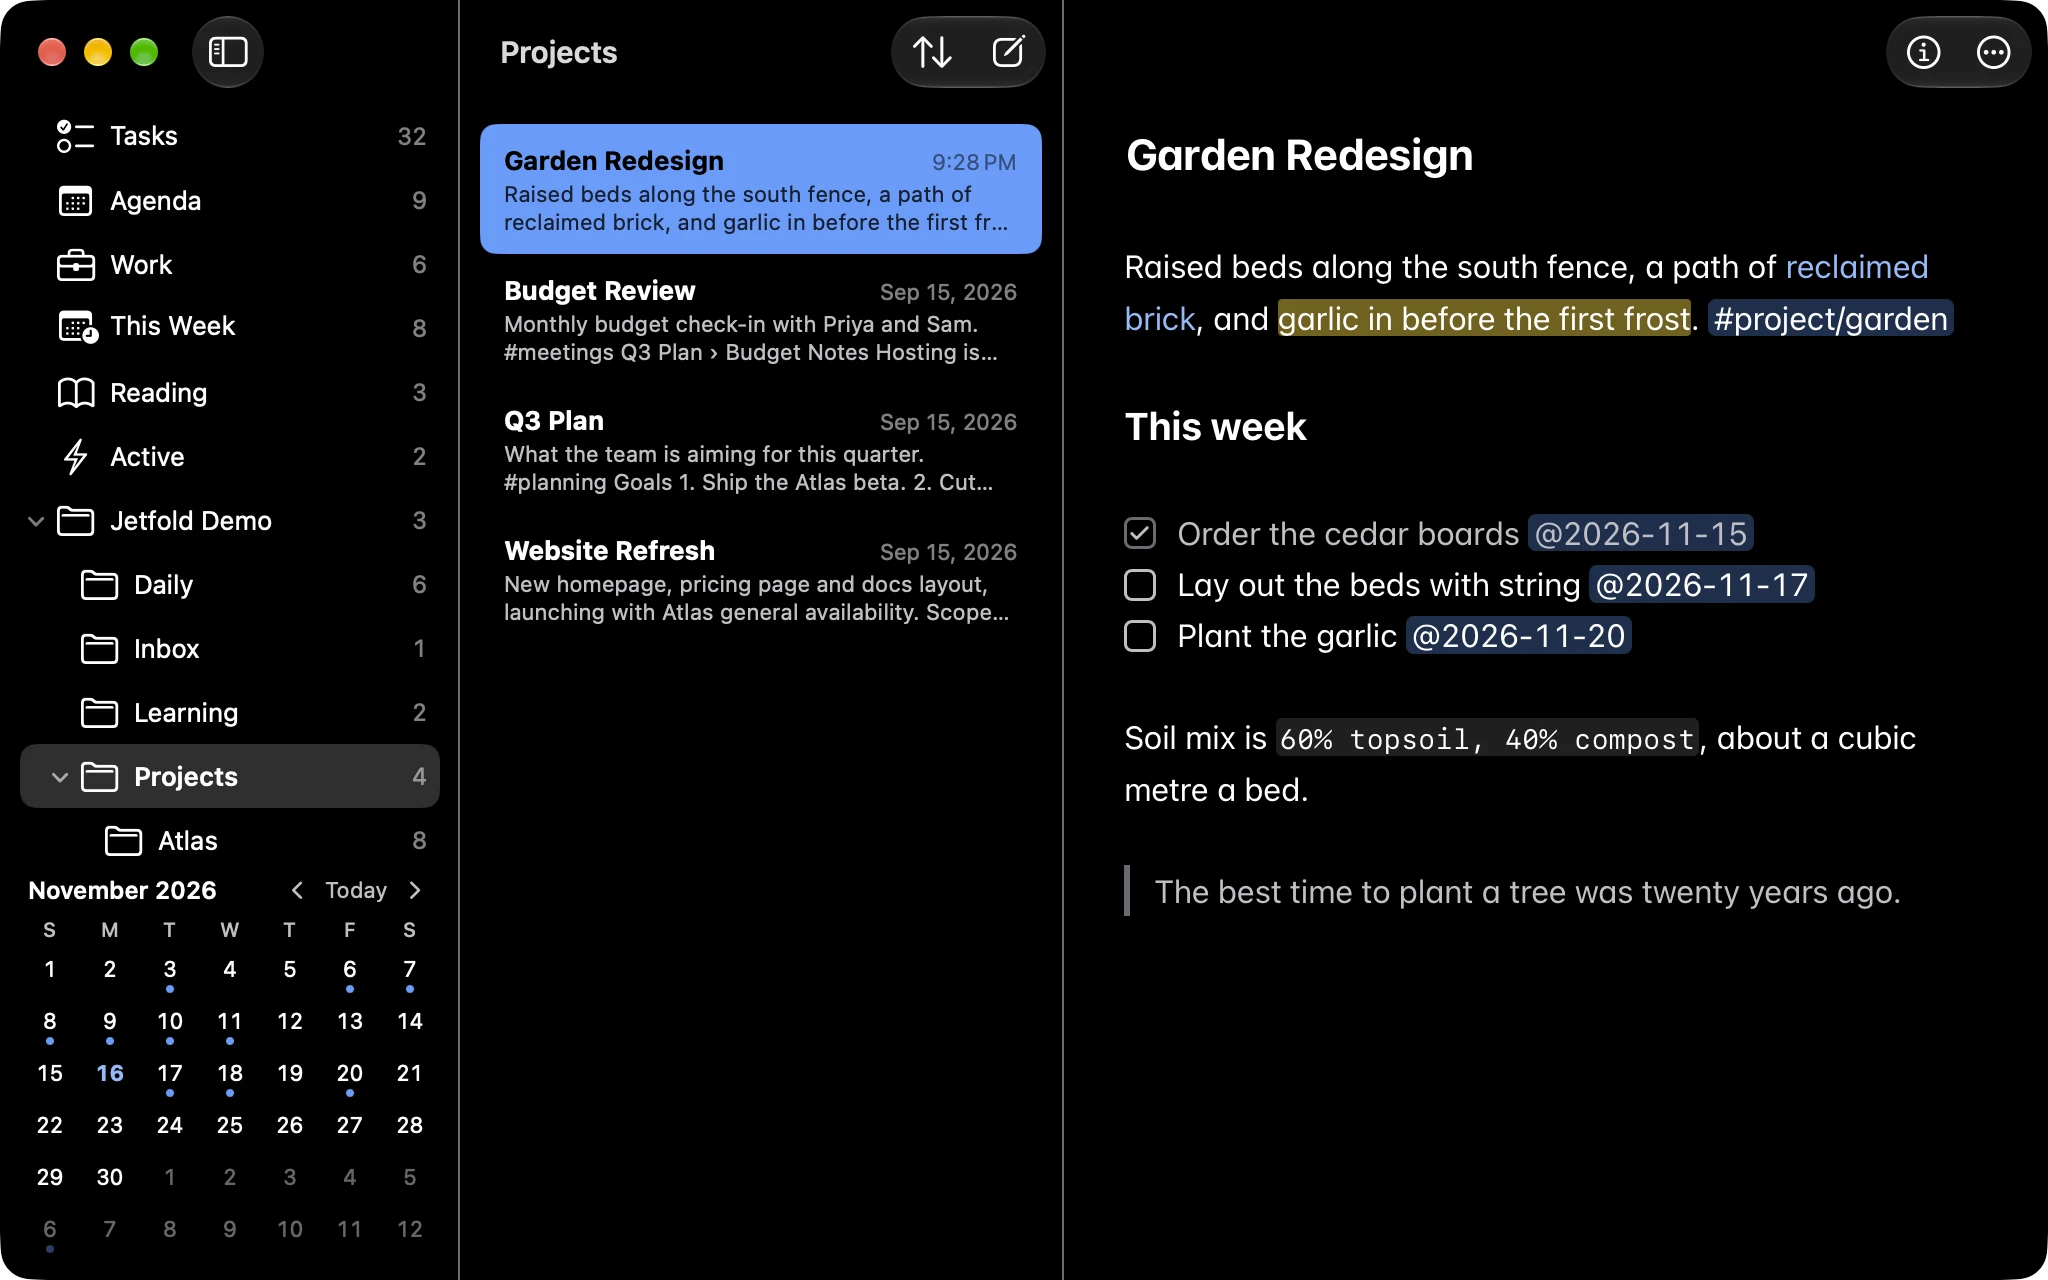 Tasks 32
Agenda 9
Work 6
This Week 8
Reading 3
Active 2
Jetfold Demo 3
Daily 6
Inbox 1
Learning 2
Projects 4
Atlas 8
November 2026 Today
S M T W T F S
1 2 3 4 5 6 7
8 9 10 11 12 13 14
15 16 17 18 19 20 21
22 23 24 25 26 27 28
29 30 1 2 3 4 5
6 7 8 9 10 11 12
Projects
Garden Redesign 9:28 PM
Raised beds along the south fence, a path of
reclaimed brick, and garlic in before the first fr...
Budget Review Sep 15, 2026
Monthly budget check-in with Priya and Sam.
#meetings Q3 Plan › Budget Notes Hosting is...
Q3 Plan Sep 15, 2026
What the team is aiming for this quarter.
#planning Goals 1. Ship the Atlas beta. 2. Cut...
Website Refresh Sep 15, 2026
New homepage, pricing page and docs layout,
launching with Atlas general availability. Scope...
Garden Redesign
Raised beds along the south fence, a path of reclaimed
brick, and garlic in before the first frost. #project/garden
This week
Order the cedar boards @2026-11-15
Lay out the beds with string @2026-11-17
Plant the garlic @2026-11-20
Soil mix is 60% topsoil, 40% compost, about a cubic
metre a bed.
The best time to plant a tree was twenty years ago.